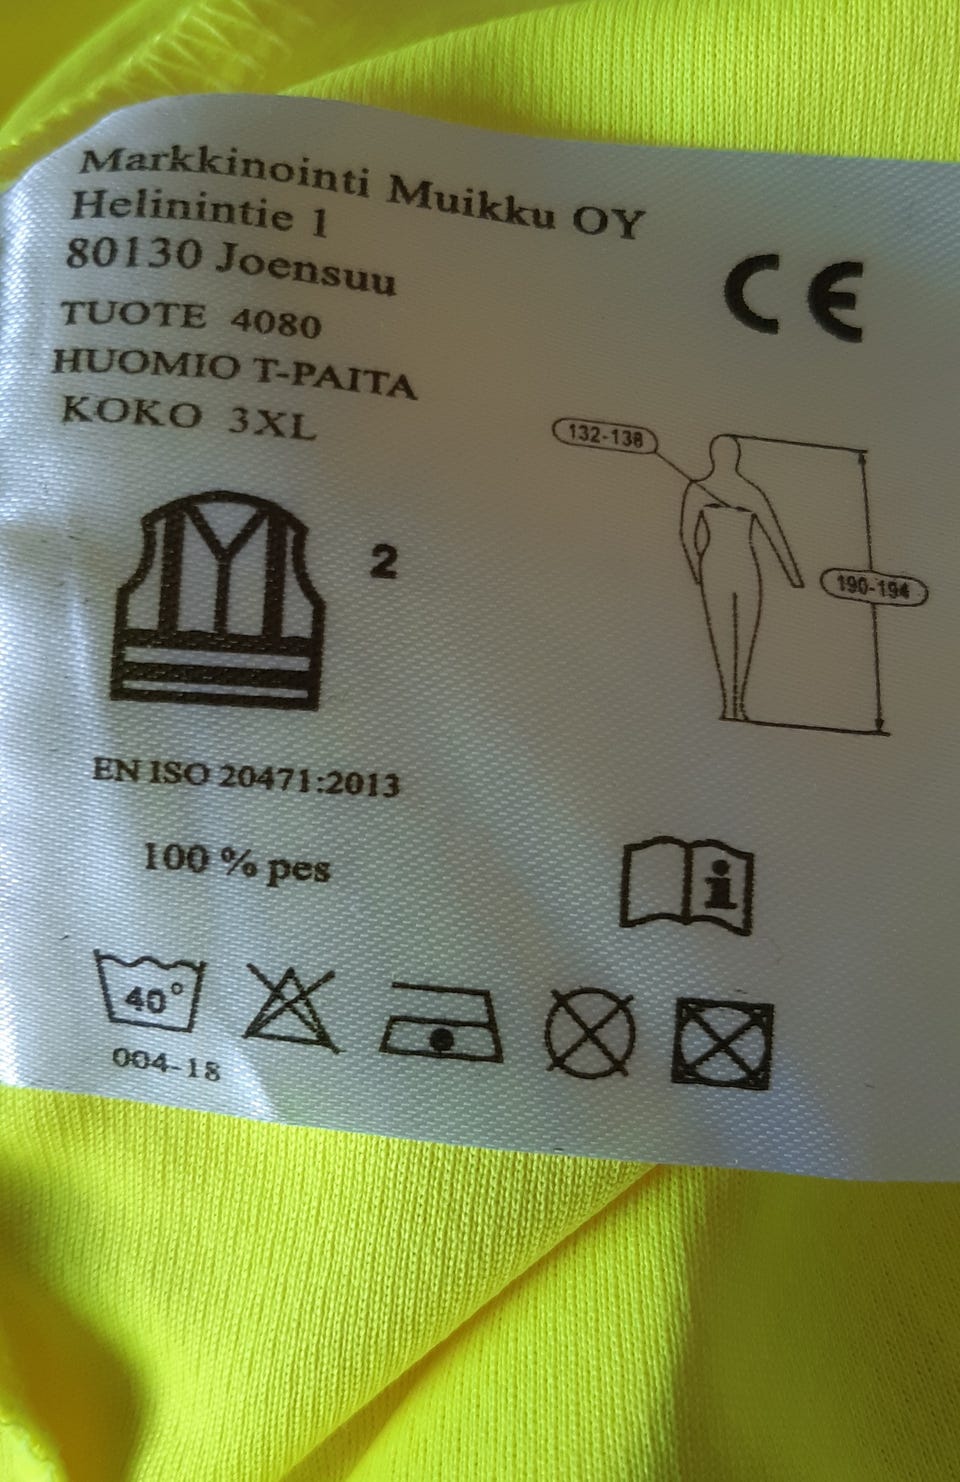 Markkinointi Muikku OY
Helinintie 1
80130 Joensuu
TUOTE 4080
HUOMIO T-PAITA
KOKO 3XL
CE
132-138
190-194
2
EN ISO 20471:2013
100 % pes
i
40°
004-18